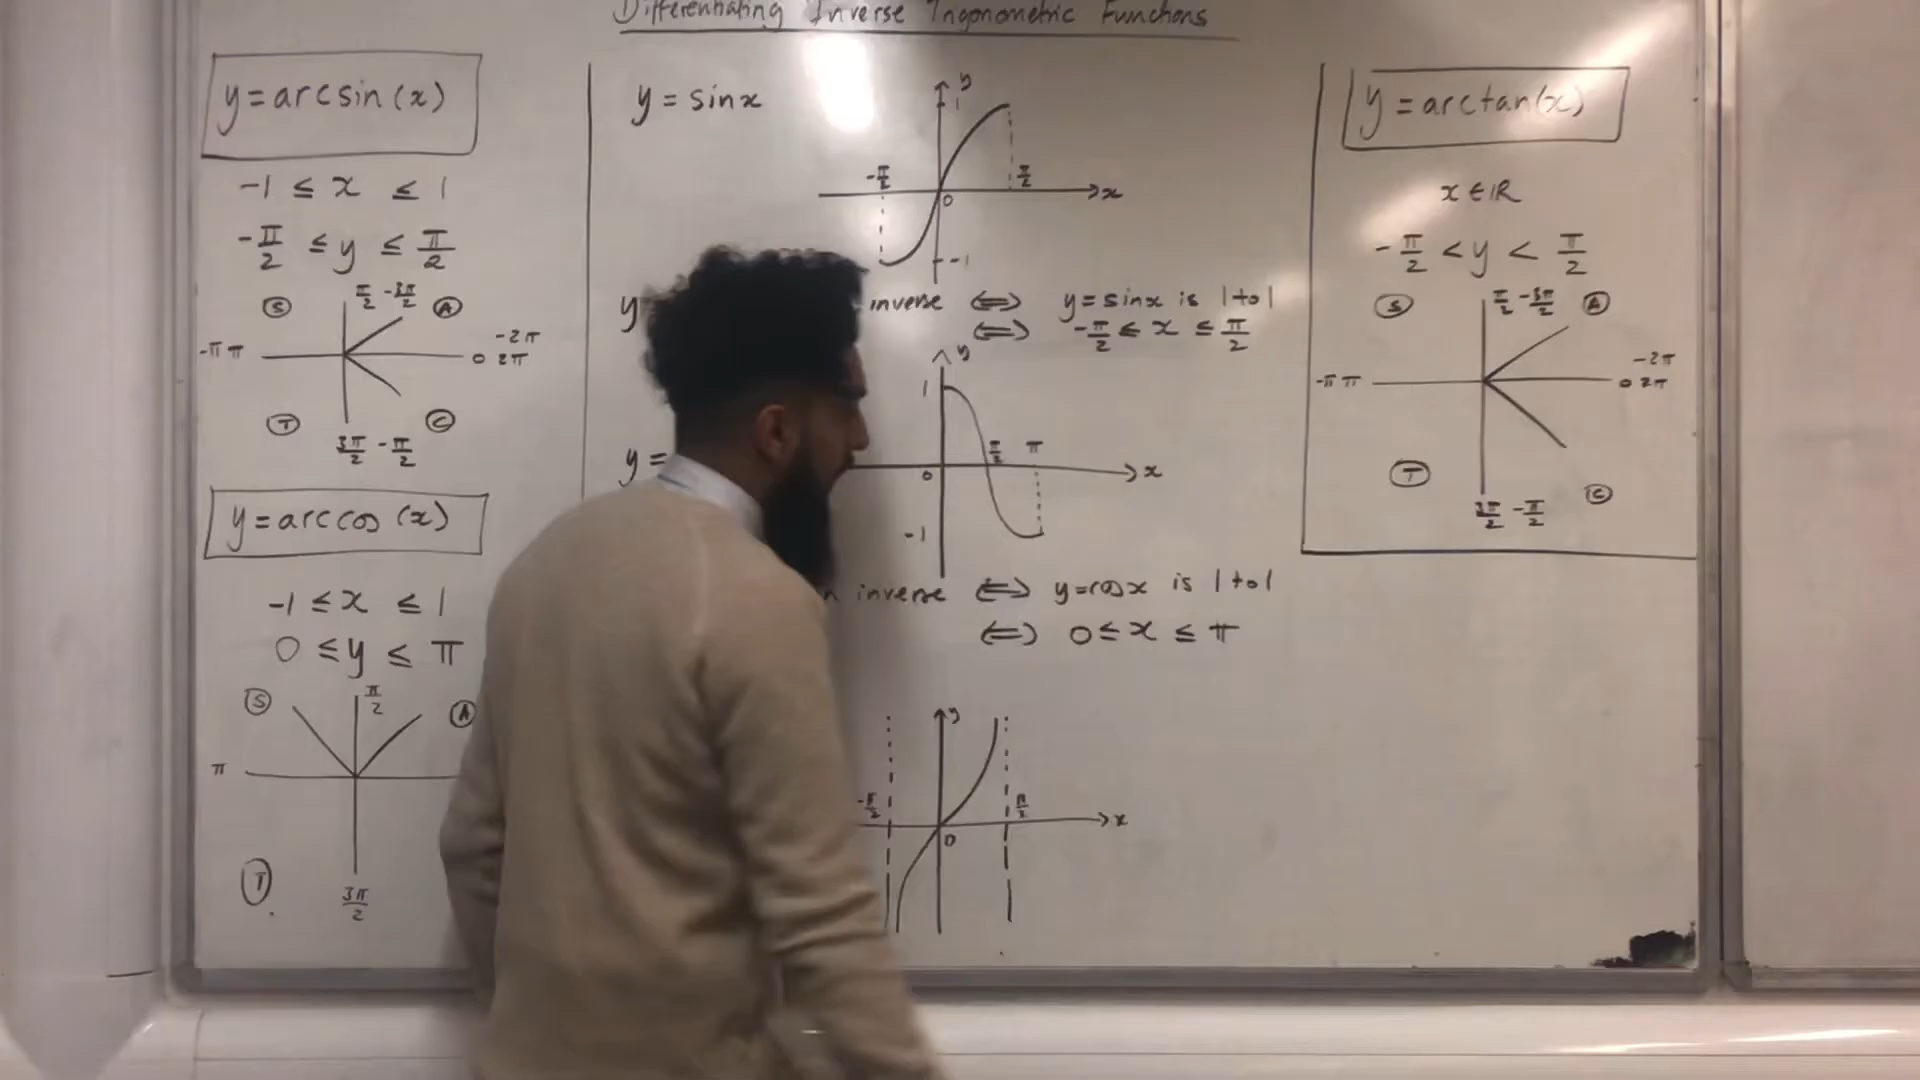 Differentiating Inverse Trigonometric Functions
y = arcsin (x)
-1 ≤ x ≤ 1
-π/2 ≤ y ≤ π/2
S
π/2 -3π/2
A
-π π
-2π
0 2π
T
3π/2 -π/2
C
y = arccos (x)
-1 ≤ x ≤ 1
0 ≤ y ≤ π
S
π/2
A
π
T
3π/2
y = sinx
y
1
-π/2
π/2
x
0
-1
y
inverse ⇔ y = sinx is 1 to 1
⇔ -π/2 ≤ x ≤ π/2
y
1
y =
π/2 π
x
0
-1
inverse ⇔ y = cosx is 1 to 1
⇔ 0 ≤ x ≤ π
y
-π/2
π/2
x
0
y = arctan(x)
x ∈ ℝ
-π/2 < y < π/2
S
π/2 -3π/2
A
-π π
-2π
0 2π
T
3π/2 -π/2
C